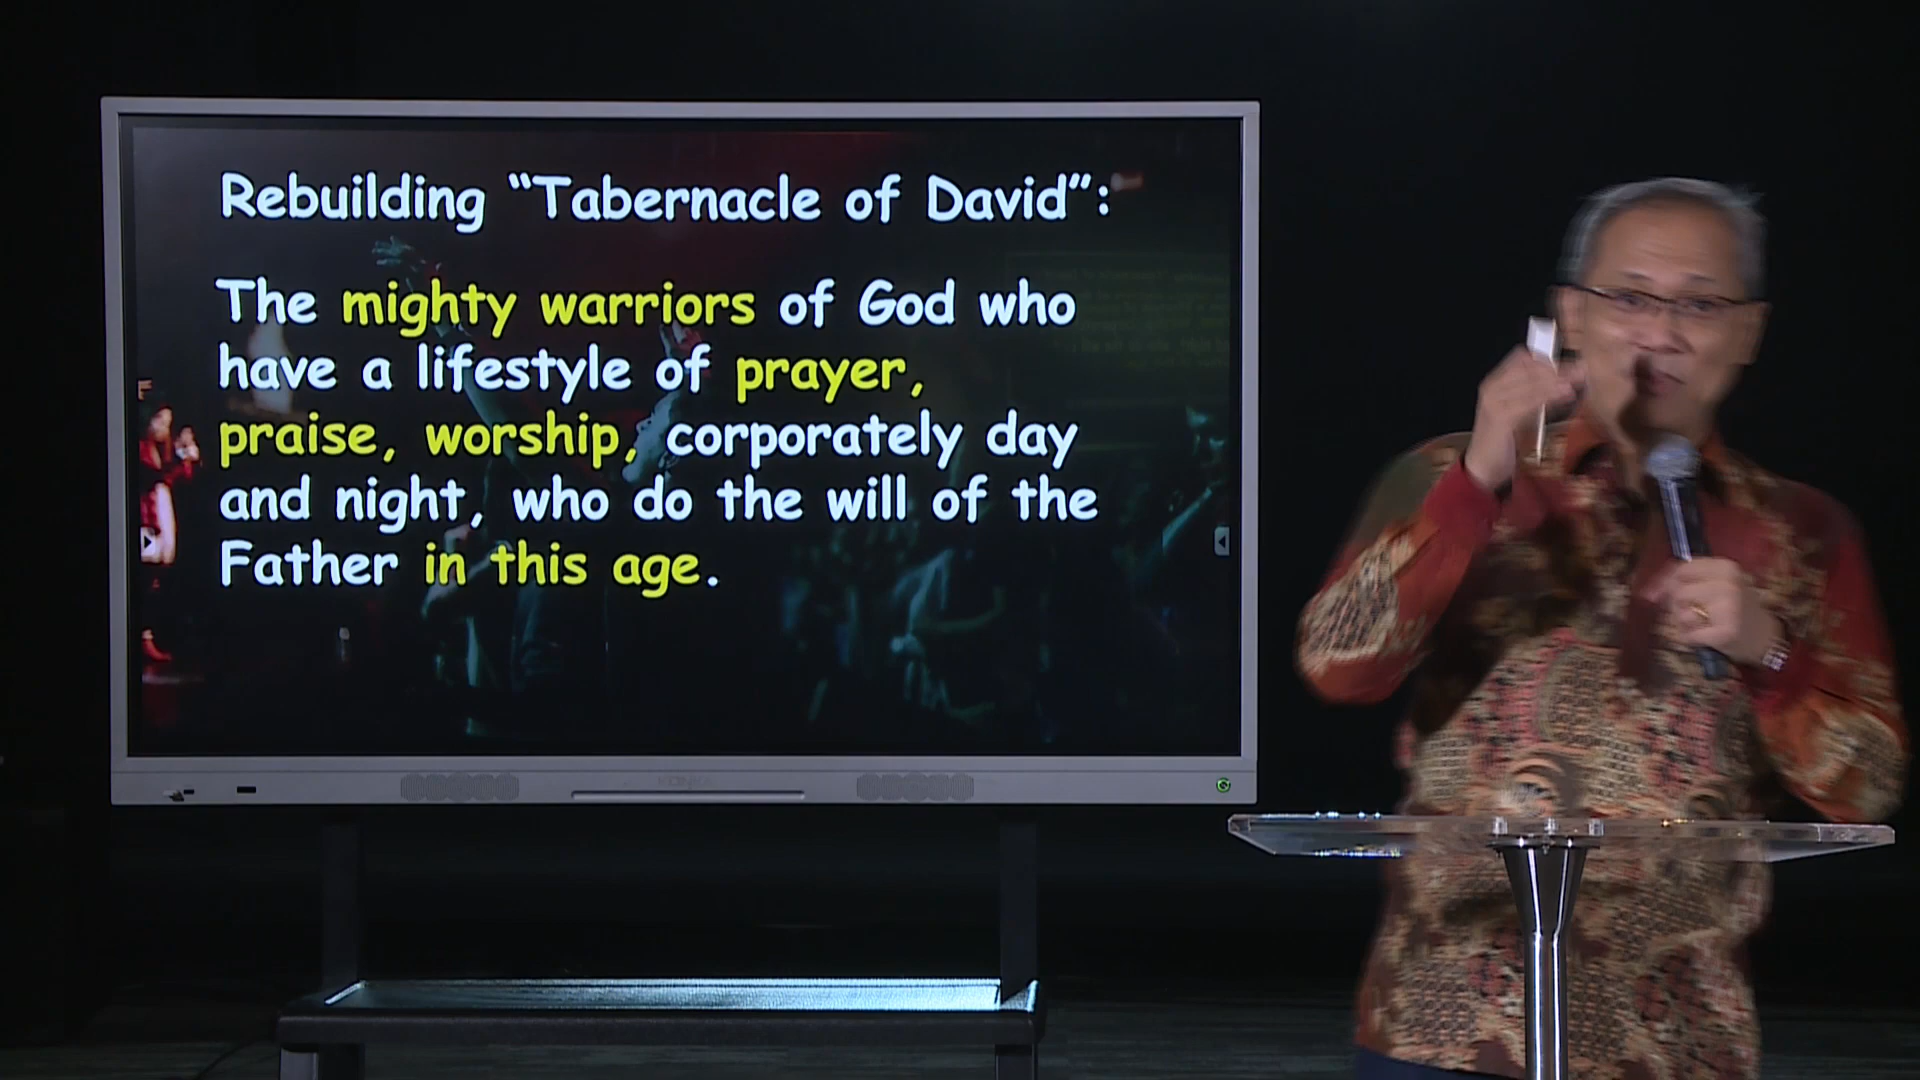 Rebuilding “Tabernacle of David”:
The mighty warriors of God who
have a lifestyle of prayer,
praise, worship, corporately day
and night, who do the will of the
Father in this age.